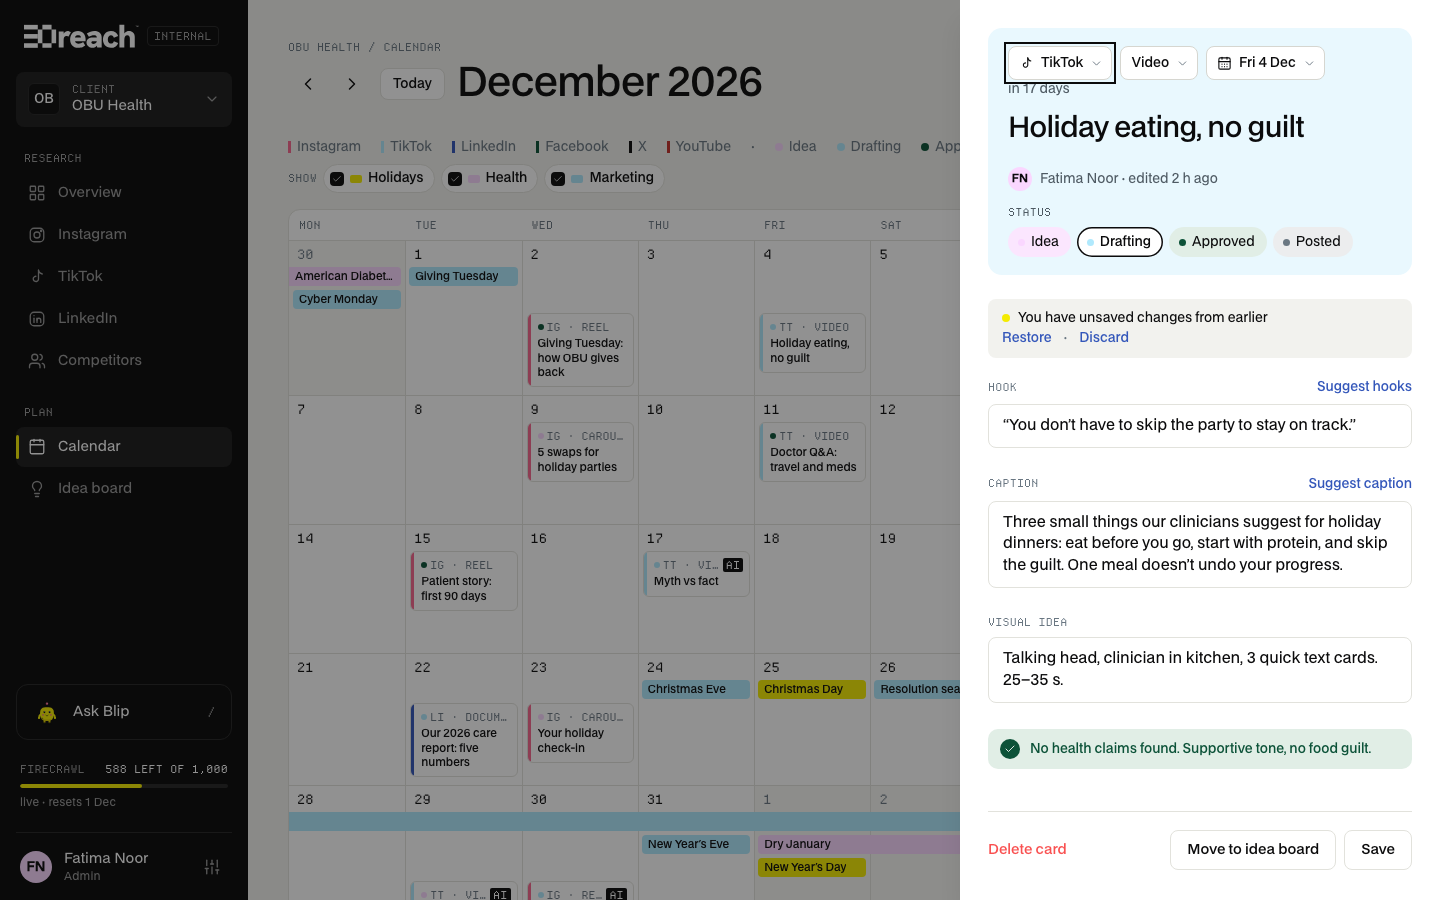 reach INTERNAL
OB CLIENT
OBU Health
RESEARCH
Overview
Instagram
TikTok
LinkedIn
Competitors
PLAN
Calendar
Idea board
Ask Blip /
FIRECRAWL 588 LEFT OF 1,000
live · resets 1 Dec
FN Fatima Noor
Admin
OBU HEALTH / CALENDAR
Today December 2026
Instagram TikTok LinkedIn Facebook X YouTube · Idea Drafting App
SHOW Holidays Health Marketing
MON TUE WED THU FRI SAT
30 1 2 3 4 5
American Diabet… Giving Tuesday
Cyber Monday
IG · REEL
Giving Tuesday:
how OBU gives
back
TT · VIDEO
Holiday eating,
no guilt
7 8 9 10 11 12
IG · CAROU…
5 swaps for
holiday parties
TT · VIDEO
Doctor Q&A:
travel and meds
14 15 16 17 18 19
IG · REEL
Patient story:
first 90 days
TT · VI… AI
Myth vs fact
21 22 23 24 25 26
Christmas Eve Christmas Day Resolution sea
LI · DOCUM…
Our 2026 care
report: five
numbers
IG · CAROU…
Your holiday
check-in
28 29 30 31 1 2
New Year's Eve Dry January
New Year's Day
TT · VI… AI IG · RE… AI
TikTok Video Fri 4 Dec
in 17 days
Holiday eating, no guilt
FN Fatima Noor · edited 2 h ago
STATUS
Idea Drafting Approved Posted
You have unsaved changes from earlier
Restore · Discard
HOOK Suggest hooks
“You don’t have to skip the party to stay on track.”
CAPTION Suggest caption
Three small things our clinicians suggest for holiday
dinners: eat before you go, start with protein, and skip
the guilt. One meal doesn’t undo your progress.
VISUAL IDEA
Talking head, clinician in kitchen, 3 quick text cards.
25–35 s.
No health claims found. Supportive tone, no food guilt.
Delete card Move to idea board Save